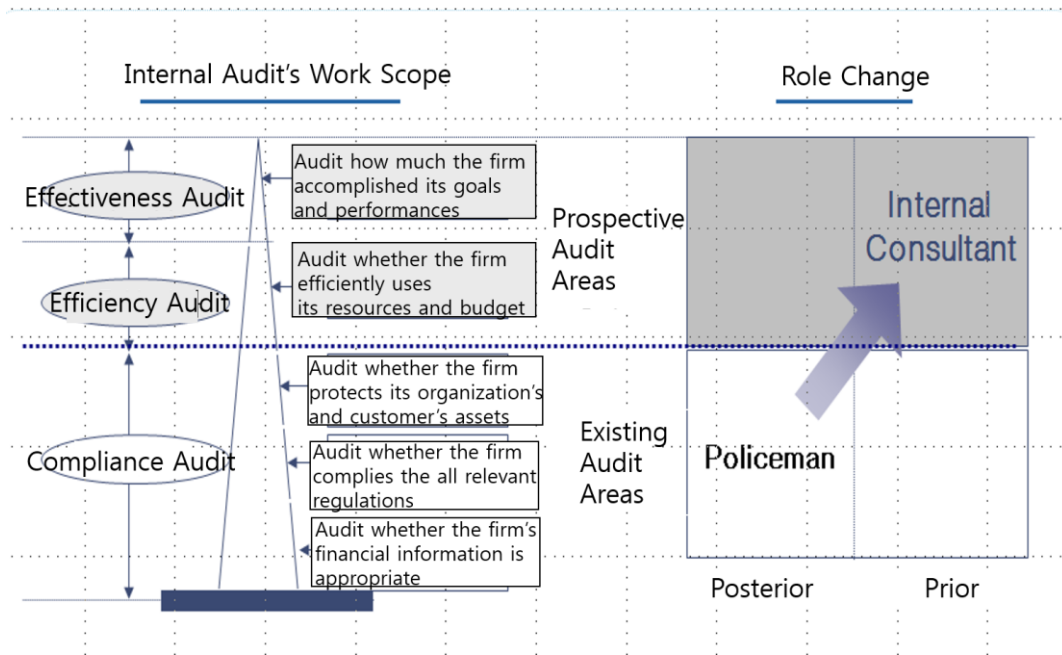 Internal Audit's Work Scope
Role Change
Effectiveness Audit
Audit how much the firm
accomplished its goals
and performances
Efficiency Audit
Audit whether the firm
efficiently uses
its resources and budget
Prospective
Audit
Areas
Internal
Consultant
Compliance Audit
Audit whether the firm
protects its organization's
and customer's assets
Audit whether the firm
complies the all relevant
regulations
Audit whether the firm's
financial information is
appropriate
Existing
Audit
Areas
Policeman
Posterior
Prior